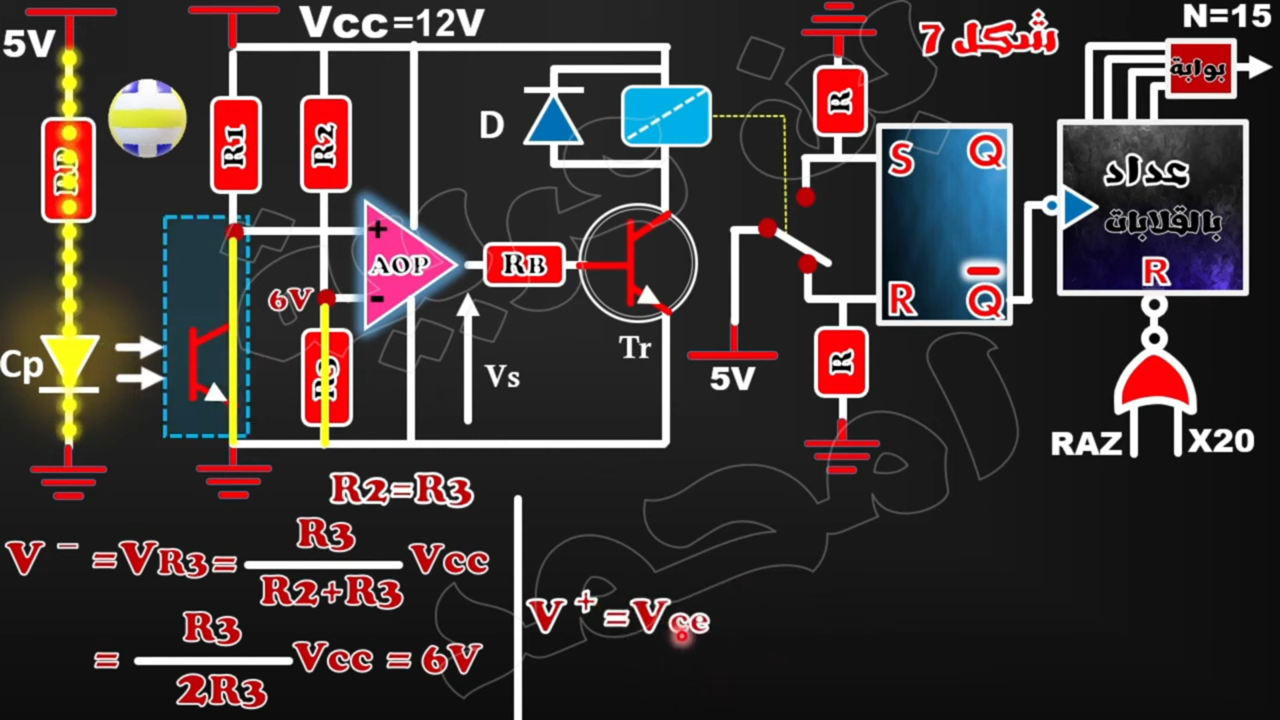 5V
Vcc=12V
شكل 7
N=15
RP
R1
R2
D
R
S
Q
بوابة
عداد
بالقلابات
R
+
AOP
-
6V
RB
R3
Cp
Vs
Tr
5V
R
Q
R
RAZ
X20
R2=R3
V⁻ =VR3= R3
R2+R3
Vcc
V⁺=Vce
= R3
2R3
Vcc = 6V